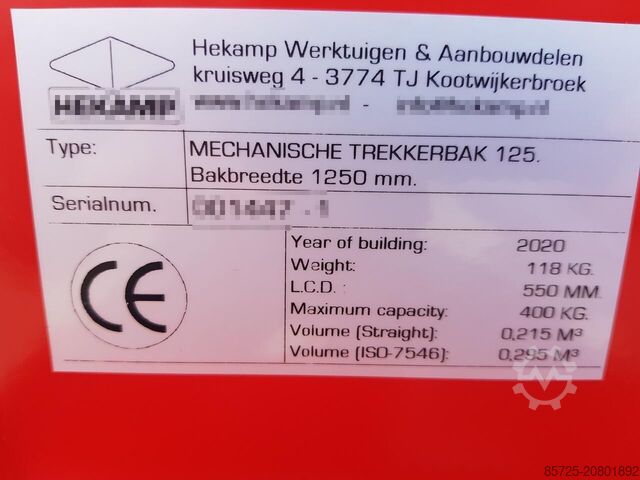 Hekamp Werktuigen & Aanbouwdelen
kruisweg 4 - 3774 TJ Kootwijkerbroek
HEKAMP
Type: MECHANISCHE TREKKERBAK 125.
Bakbreedte 1250 mm.
Serialnum.
CE
Year of building: 2020
Weight: 118 KG.
L.C.D. : 550 MM.
Maximum capacity: 400 KG.
Volume (Straight): 0,215 M³
Volume (ISO-7546): 0,295 M³
85725-20801892